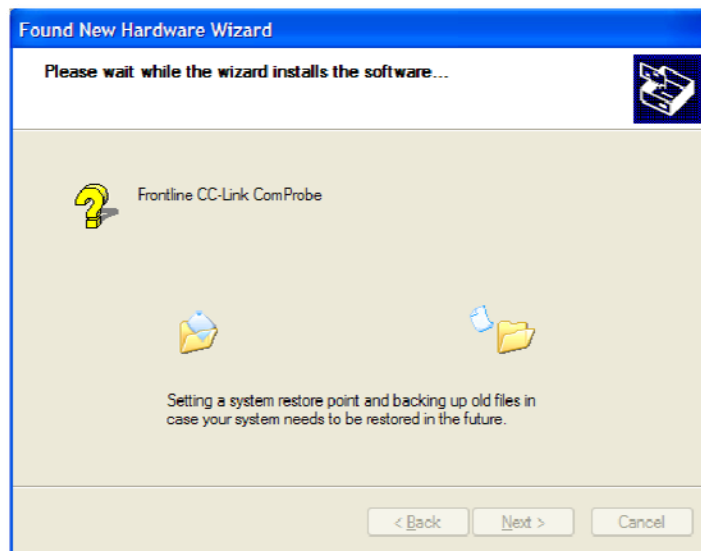 Found New Hardware Wizard
Please wait while the wizard installs the software...
Frontline CC-Link ComProbe
Setting a system restore point and backing up old files in
case your system needs to be restored in the future.
< Back
Next >
Cancel